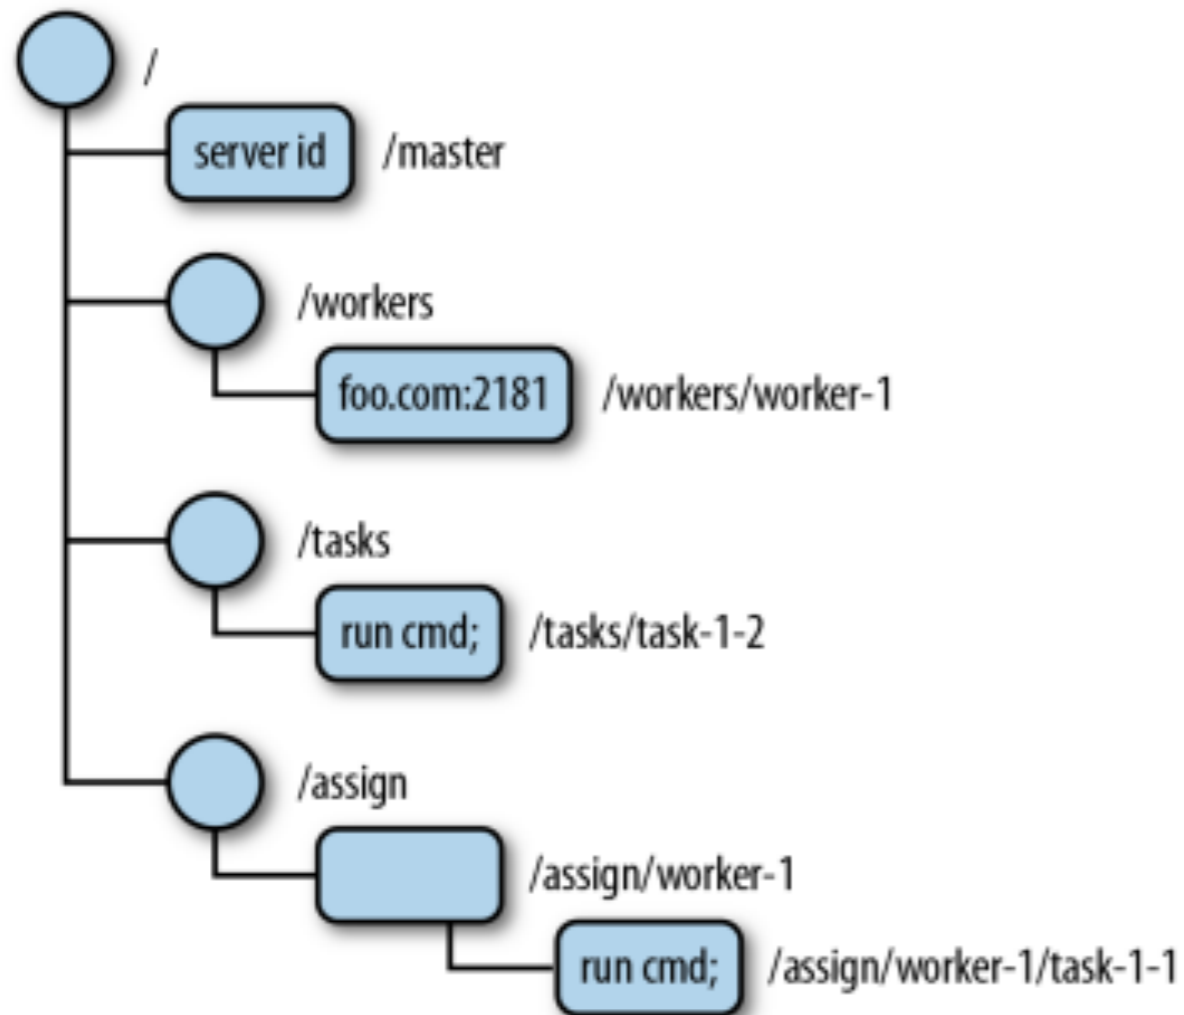 /
server id /master
/workers
foo.com:2181 /workers/worker-1
/tasks
run cmd; /tasks/task-1-2
/assign
/assign/worker-1
run cmd; /assign/worker-1/task-1-1